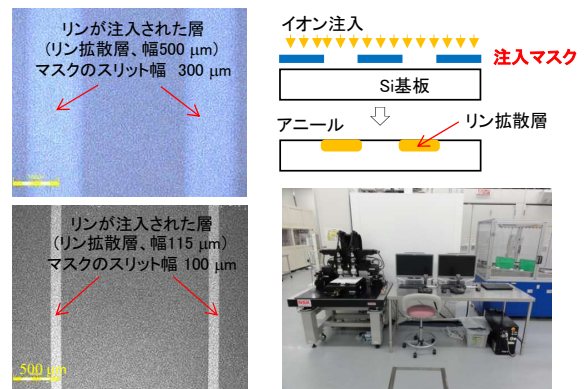 リンが注入された層
(リン拡散層、幅500 μm)
マスクのスリット幅 300 μm
イオン注入
注入マスク
Si基板
アニール
リン拡散層
リンが注入された層
(リン拡散層、幅115 μm)
マスクのスリット幅 100 μm
500 μm